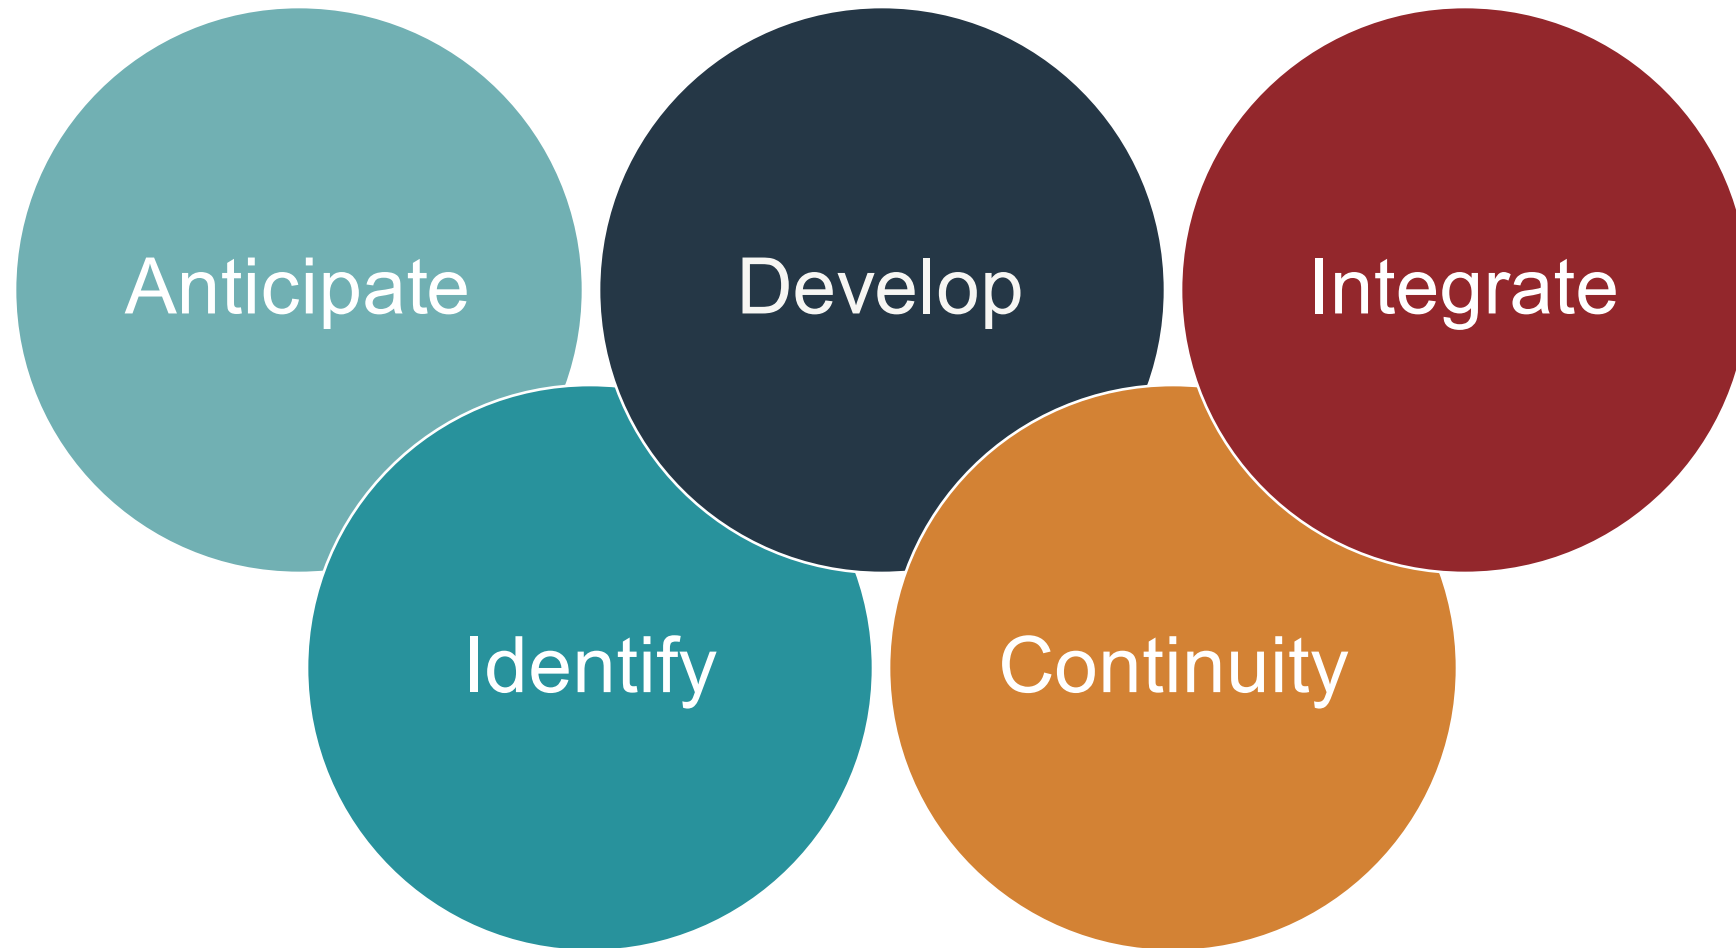 Anticipate
Develop
Integrate
Identify
Continuity